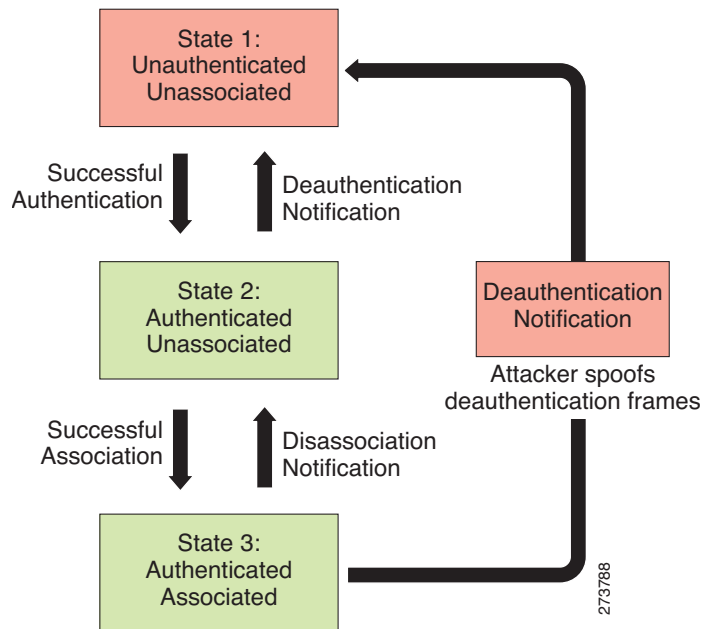 State 1:
Unauthenticated
Unassociated
Successful
Authentication
Deauthentication
Notification
State 2:
Authenticated
Unassociated
Deauthentication
Notification
Attacker spoofs
deauthentication frames
Successful
Association
Disassociation
Notification
State 3:
Authenticated
Associated
273788